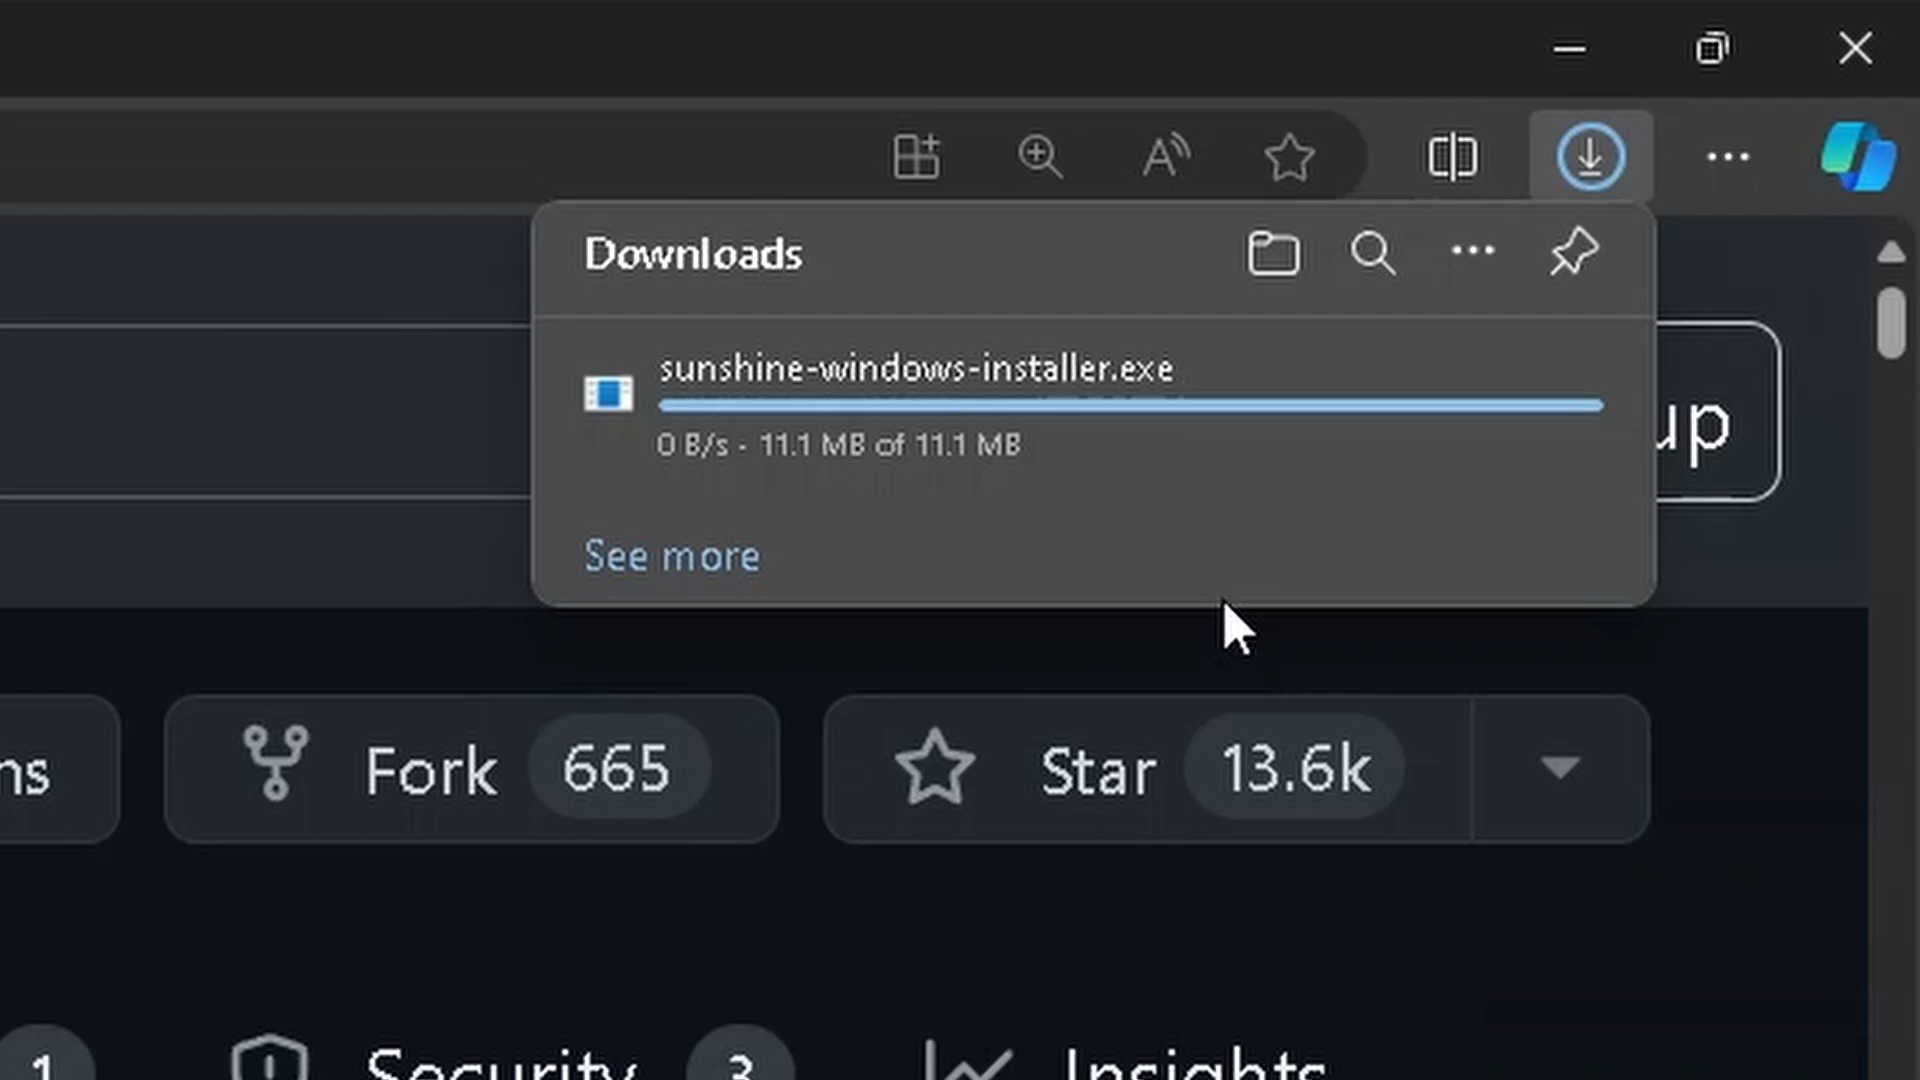 Downloads
sunshine-windows-installer.exe
0 B/s - 11.1 MB of 11.1 MB
up
See more
ns
Fork 665
Star 13.6k
1
Security 3
Insights